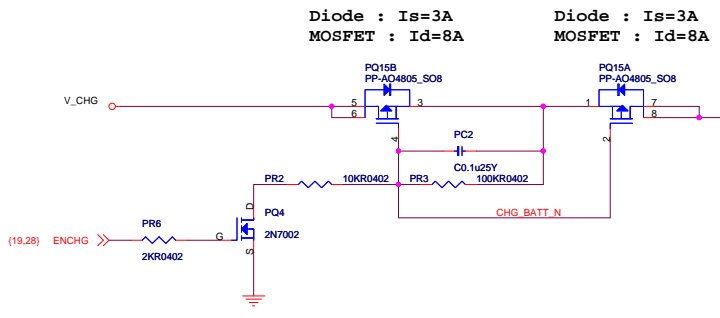 Diode : Is=3A
MOSFET : Id=8A
Diode : Is=3A
MOSFET : Id=8A
PQ15B
PP-AO4805_SO8
PQ15A
PP-AO4805_SO8
V_CHG
5
6
3
4
1
7
8
2
PC2
C0.1u25Y
PR2
10KR0402
PR3
100KR0402
CHG_BATT_N
D
PQ4
G
2N7002
S
PR6
{19,28} ENCHG
2KR0402